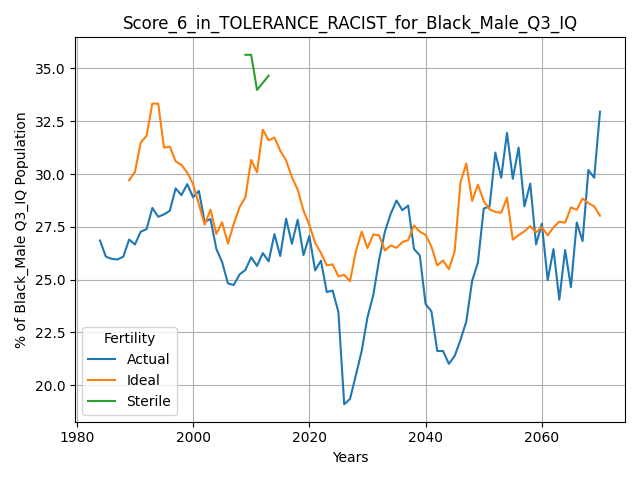 Score_6_in_TOLERANCE_RACIST_for_Black_Male_Q3_IQ
% of Black_Male Q3_IQ Population
35.0
32.5
30.0
27.5
25.0
22.5
20.0
Fertility
Actual
Ideal
Sterile
1980
2000
2020
2040
2060
Years